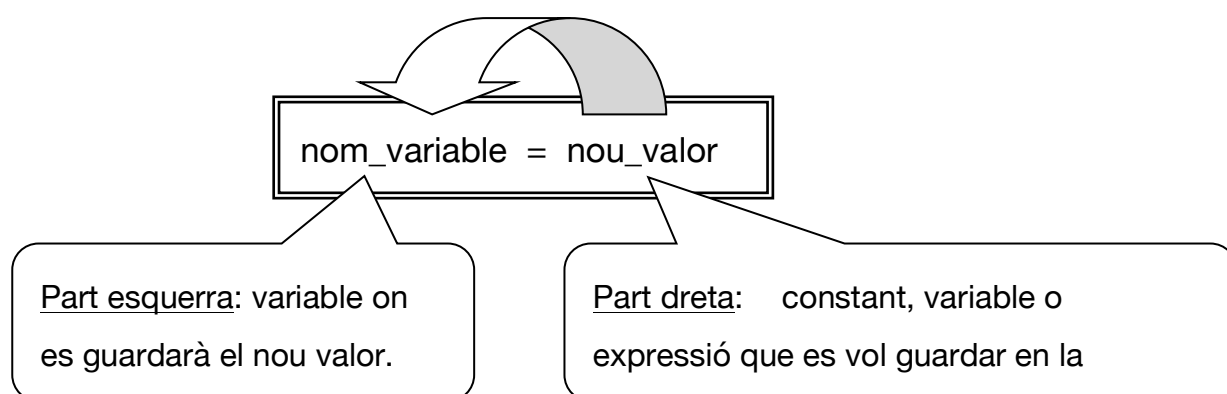 nom_variable = nou_valor
Part esquerra: variable on
es guardarà el nou valor.
Part dreta: constant, variable o
expressió que es vol guardar en la